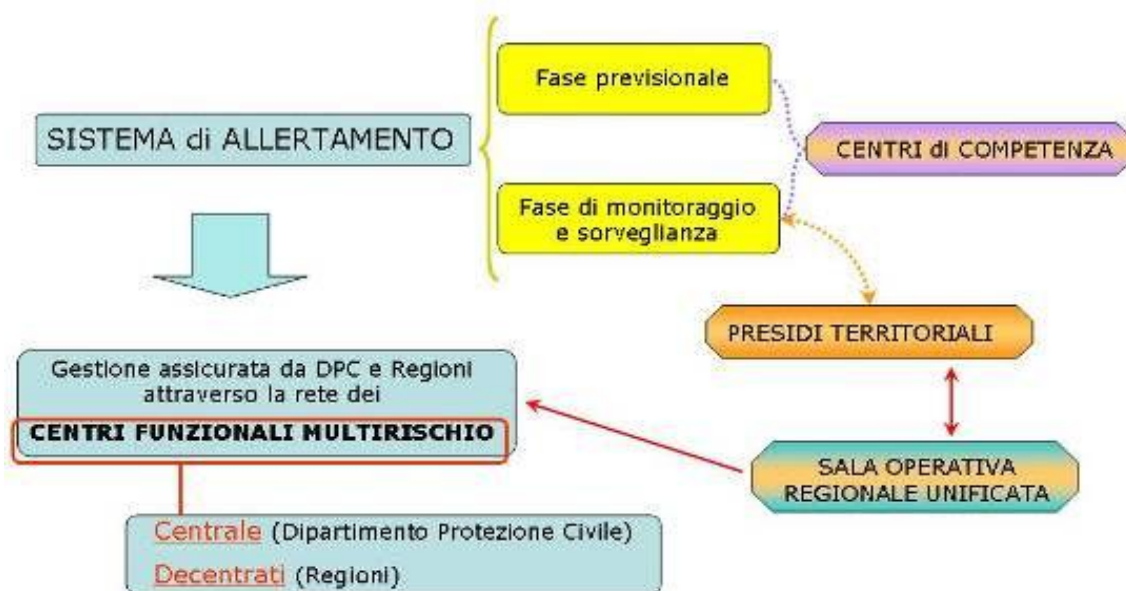 Fase previsionale
SISTEMA di ALLERTAMENTO
CENTRI di COMPETENZA
Fase di monitoraggio
e sorveglianza
PRESIDI TERRITORIALI
Gestione assicurata da DPC e Regioni
attraverso la rete dei
CENTRI FUNZIONALI MULTIRISCHIO
SALA OPERATIVA
REGIONALE UNIFICATA
Centrale (Dipartimento Protezione Civile)
Decentrati (Regioni)